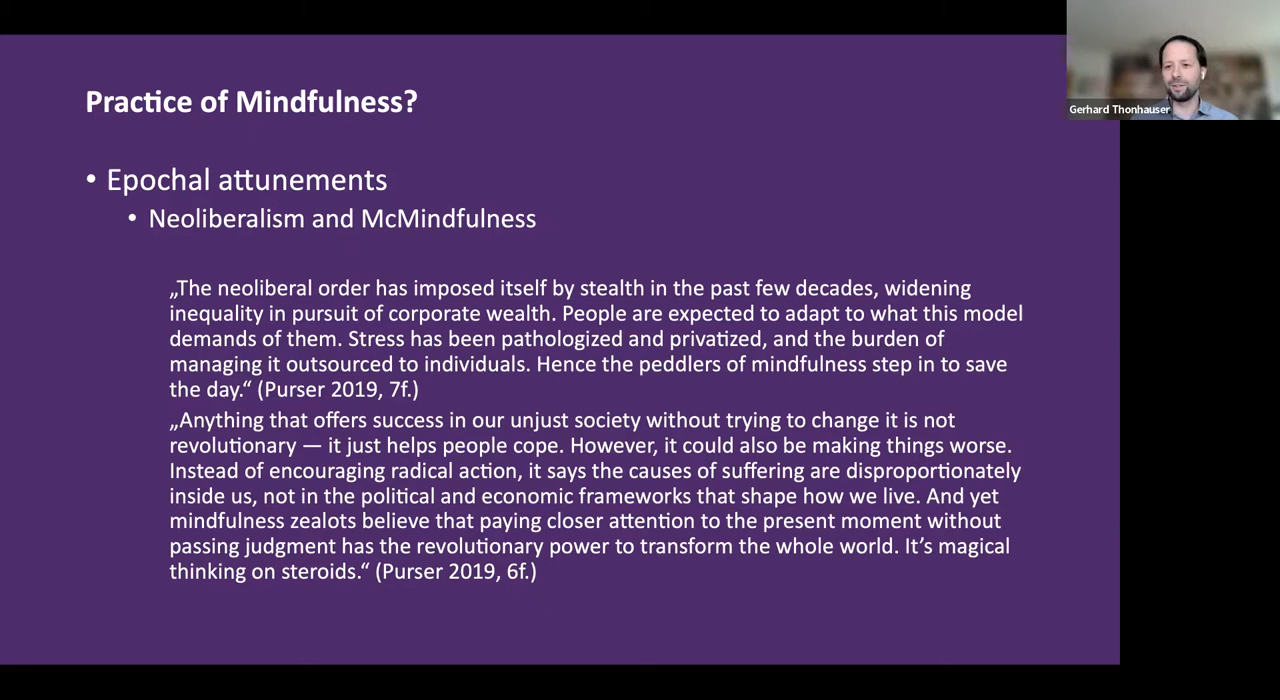 Practice of Mindfulness?
Gerhard Thonhauser
• Epochal attunements
• Neoliberalism and McMindfulness
„The neoliberal order has imposed itself by stealth in the past few decades, widening
inequality in pursuit of corporate wealth. People are expected to adapt to what this model
demands of them. Stress has been pathologized and privatized, and the burden of
managing it outsourced to individuals. Hence the peddlers of mindfulness step in to save
the day.“ (Purser 2019, 7f.)
„Anything that offers success in our unjust society without trying to change it is not
revolutionary — it just helps people cope. However, it could also be making things worse.
Instead of encouraging radical action, it says the causes of suffering are disproportionately
inside us, not in the political and economic frameworks that shape how we live. And yet
mindfulness zealots believe that paying closer attention to the present moment without
passing judgment has the revolutionary power to transform the whole world. It’s magical
thinking on steroids.“ (Purser 2019, 6f.)